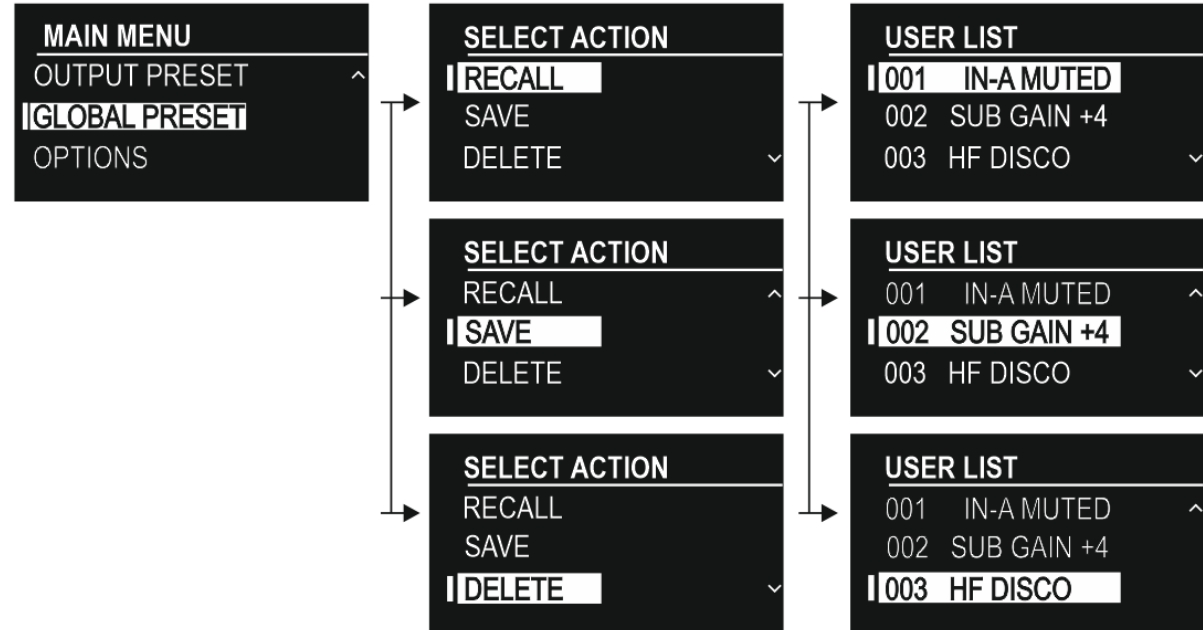 MAIN MENU
OUTPUT PRESET
GLOBAL PRESET
OPTIONS
SELECT ACTION
RECALL
SAVE
DELETE
USER LIST
001 IN-A MUTED
002 SUB GAIN +4
003 HF DISCO
SELECT ACTION
RECALL
SAVE
DELETE
USER LIST
001 IN-A MUTED
002 SUB GAIN +4
003 HF DISCO
SELECT ACTION
RECALL
SAVE
DELETE
USER LIST
001 IN-A MUTED
002 SUB GAIN +4
003 HF DISCO